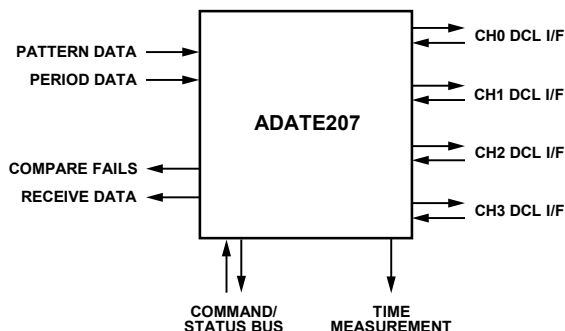 PATTERN DATA
PERIOD DATA
COMPARE FAILS
RECEIVE DATA
ADATE207
CH0 DCL I/F
CH1 DCL I/F
CH2 DCL I/F
CH3 DCL I/F
COMMAND/
STATUS BUS
TIME
MEASUREMENT